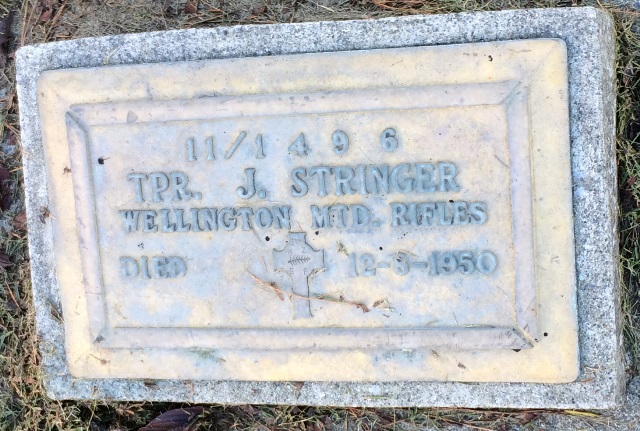 11/1496
TPR. J. STRINGER
WELLINGTON MTD. RIFLES
DIED 12-3-1950